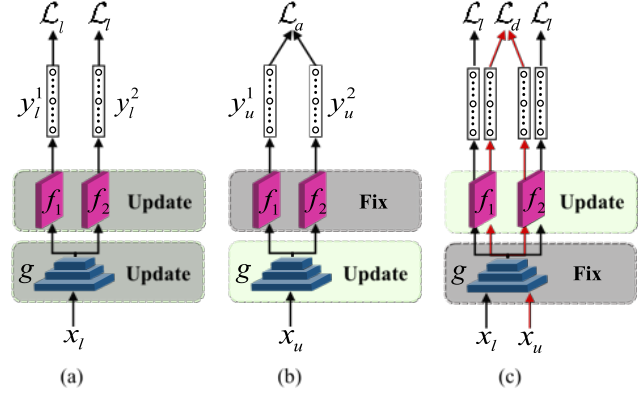 ℒ_l ℒ_l ℒ_a ℒ_l ℒ_d ℒ_l
y_l^1 y_l^2 y_u^1 y_u^2
f_1 f_2 Update f_1 f_2 Fix f_1 f_2 Update
g Update g Update g Fix
x_l x_u x_l x_u
(a) (b) (c)